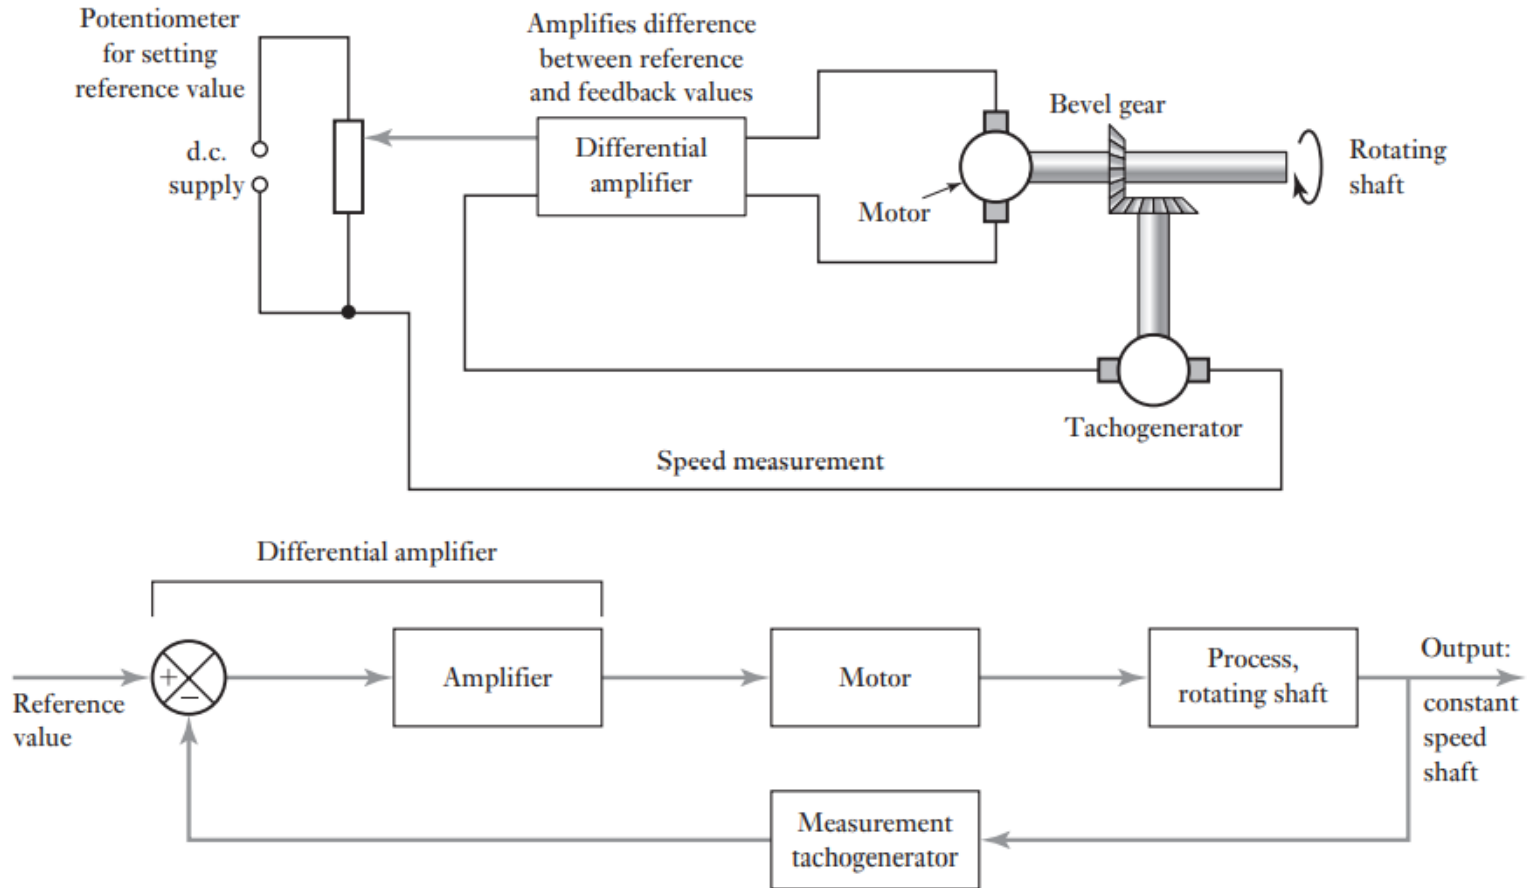 Potentiometer
for setting
reference value
Amplifies difference
between reference
and feedback values
Bevel gear
d.c.
supply
Differential
amplifier
Motor
Rotating
shaft
Tachogenerator
Speed measurement
Differential amplifier
+
−
Amplifier
Motor
Process,
rotating shaft
Output:
constant
speed
shaft
Reference
value
Measurement
tachogenerator